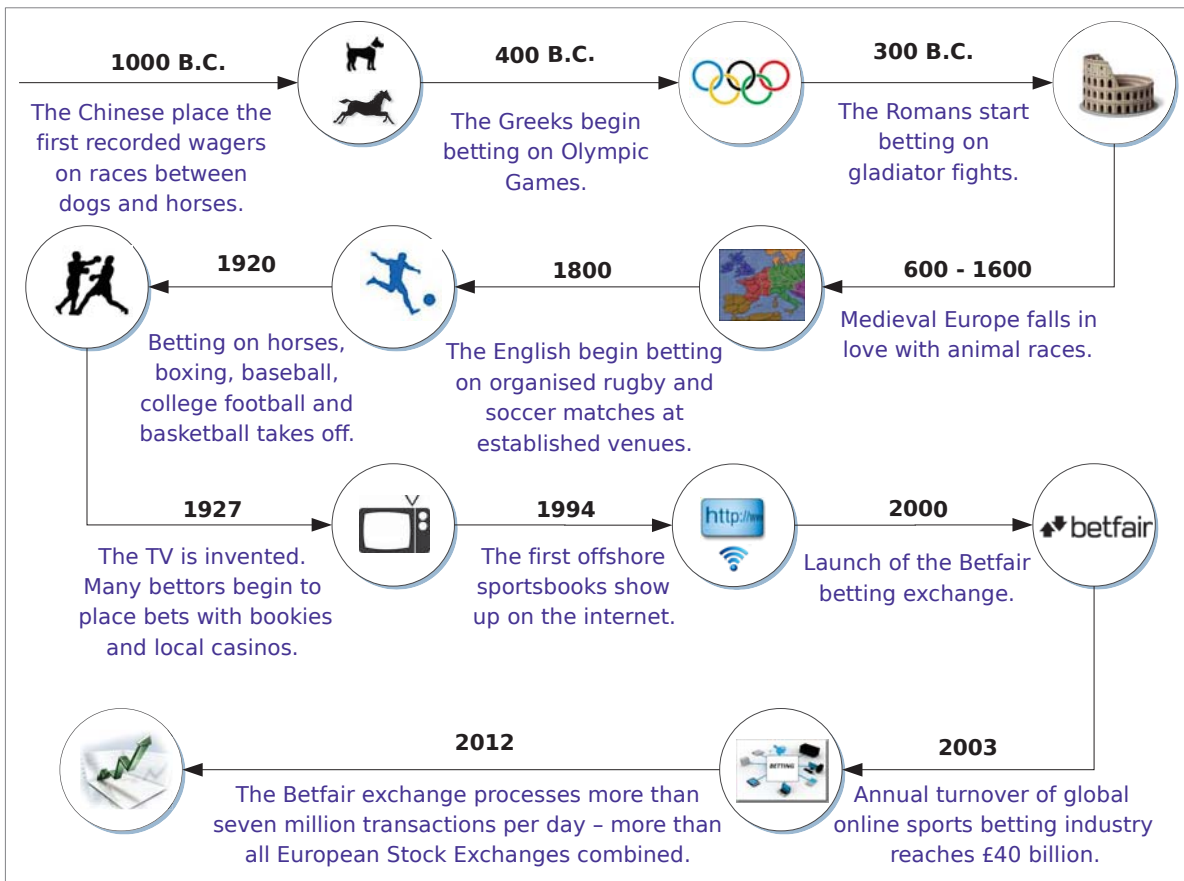 1000 B.C.
The Chinese place the
first recorded wagers
on races between
dogs and horses.
400 B.C.
The Greeks begin
betting on Olympic
Games.
300 B.C.
The Romans start
betting on
gladiator fights.
600 - 1600
Medieval Europe falls in
love with animal races.
1800
The English begin betting
on organised rugby and
soccer matches at
established venues.
1920
Betting on horses,
boxing, baseball,
college football and
basketball takes off.
1927
The TV is invented.
Many bettors begin to
place bets with bookies
and local casinos.
1994
The first offshore
sportsbooks show
up on the internet.
http://ww
2000
Launch of the Betfair
betting exchange.
betfair
2003
Annual turnover of global
online sports betting industry
reaches £40 billion.
BETTING
2012
The Betfair exchange processes more than
seven million transactions per day – more than
all European Stock Exchanges combined.